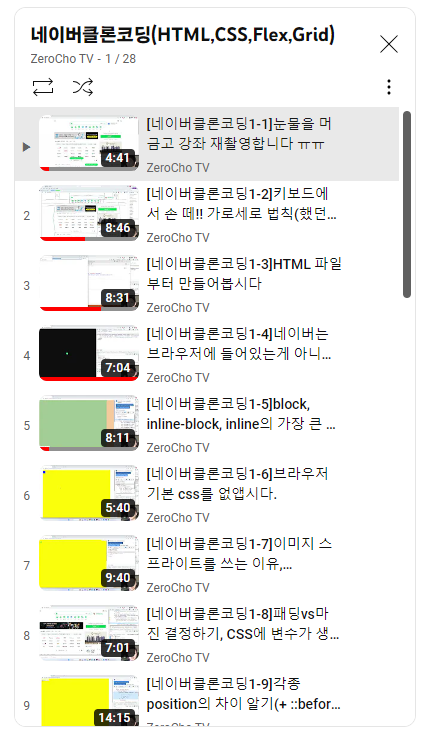 네이버클론코딩(HTML,CSS,Flex,Grid)
ZeroCho TV - 1 / 28
4:41
[네이버클론코딩1-1]눈물을 머
금고 강좌 재촬영합니다 ㅠㅠ
ZeroCho TV
2
8:46
[네이버클론코딩1-2]키보드에
서 손 떼!! 가로세로 법칙(했던...
ZeroCho TV
3
8:31
[네이버클론코딩1-3]HTML 파일
부터 만들어봅시다
ZeroCho TV
4
7:04
[네이버클론코딩1-4]네이버는
브라우저에 들어있는게 아니...
ZeroCho TV
5
8:11
[네이버클론코딩1-5]block,
inline-block, inline의 가장 큰 ...
ZeroCho TV
6
5:40
[네이버클론코딩1-6]브라우저
기본 css를 없앱시다.
ZeroCho TV
7
9:40
[네이버클론코딩1-7]이미지 스
프라이트를 쓰는 이유,...
ZeroCho TV
8
7:01
[네이버클론코딩1-8]패딩vs마
진 결정하기, CSS에 변수가 생...
ZeroCho TV
9
14:15
[네이버클론코딩1-9]각종
position의 차이 알기(+ ::befor...
ZeroCho TV